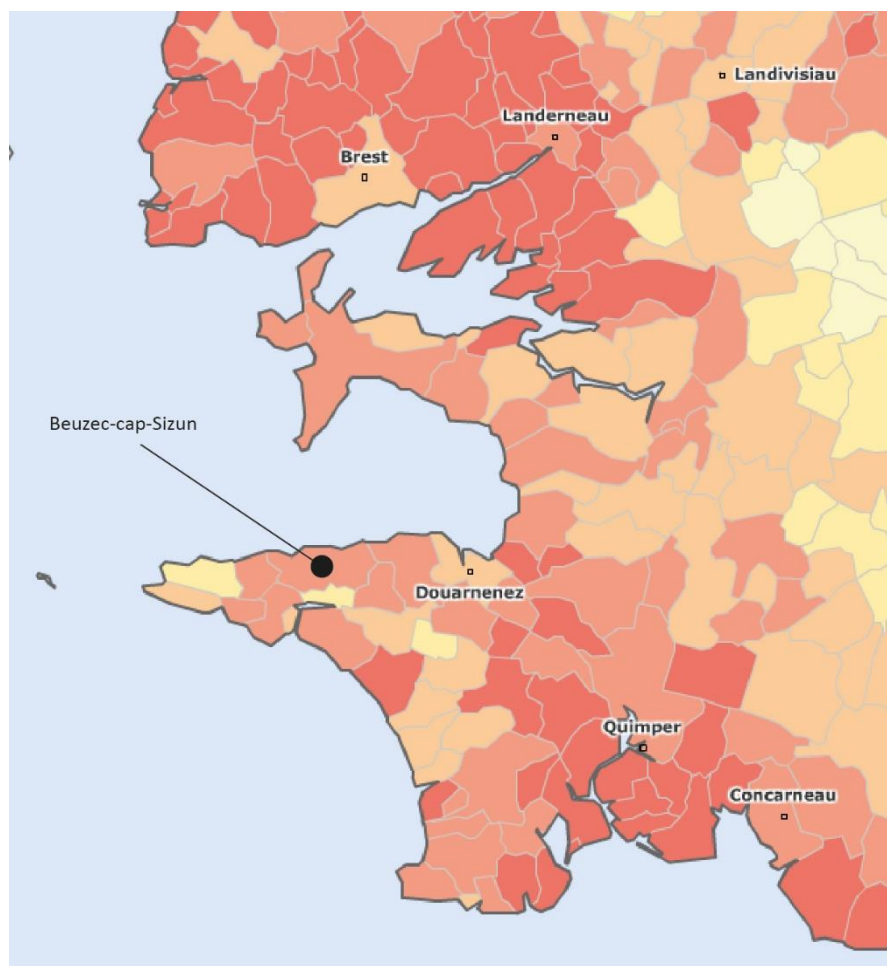 Landivisiau
Landerneau
Brest
Beuzec-cap-Sizun
Douarnenez
Quimper
Concarneau